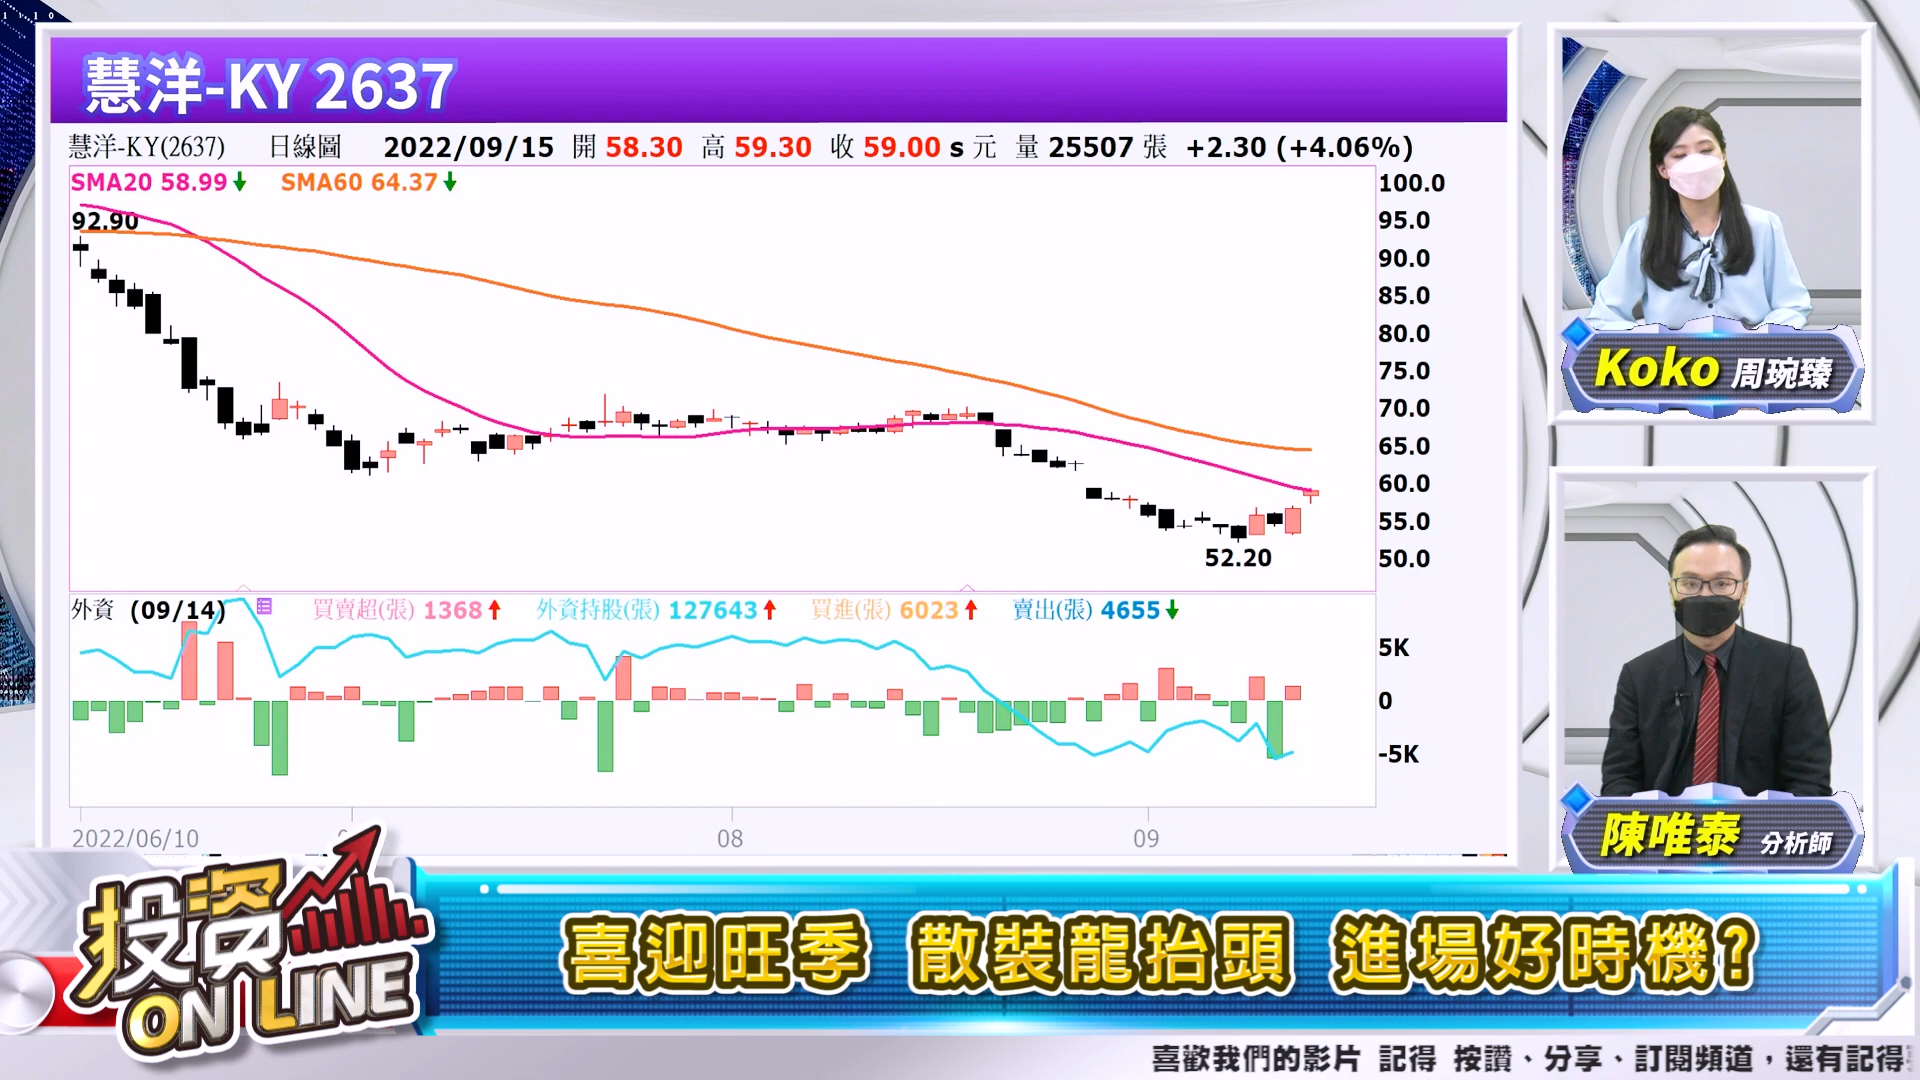 慧洋-KY 2637
慧洋-KY(2637) 日線圖 2022/09/15 開 58.30 高 59.30 收 59.00 s 元 量 25507 張 +2.30 (+4.06%)
SMA20 58.99↓ SMA60 64.37↓
92.90
100.0
95.0
90.0
85.0
80.0
75.0
70.0
65.0
60.0
55.0
50.0
52.20
外資 (09/14) 買賣超(張) 1368↑ 外資持股(張) 127643↑ 買進(張) 6023↑ 賣出(張) 4655↓
5K
0
-5K
2022/06/10 08 09
Koko 周琬臻
陳唯泰 分析師
投資
ON LINE
喜迎旺季 散裝龍抬頭 進場好時機?
喜歡我們的影片 記得 按讚、分享、訂閱頻道，還有記得